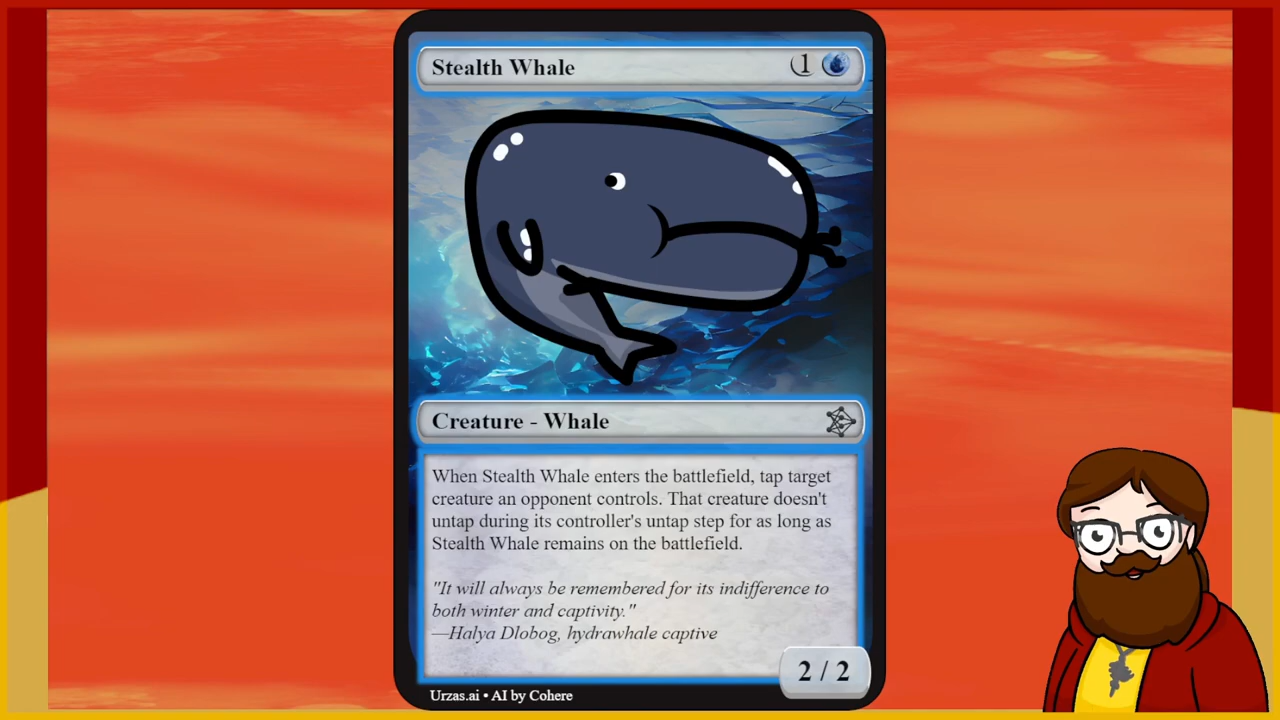 Stealth Whale 1
Creature - Whale
When Stealth Whale enters the battlefield, tap target
creature an opponent controls. That creature doesn't
untap during its controller's untap step for as long as
Stealth Whale remains on the battlefield.
"It will always be remembered for its indifference to
both winter and captivity."
—Halya Dlobog, hydrawhale captive
2 / 2
Urzas.ai • AI by Cohere